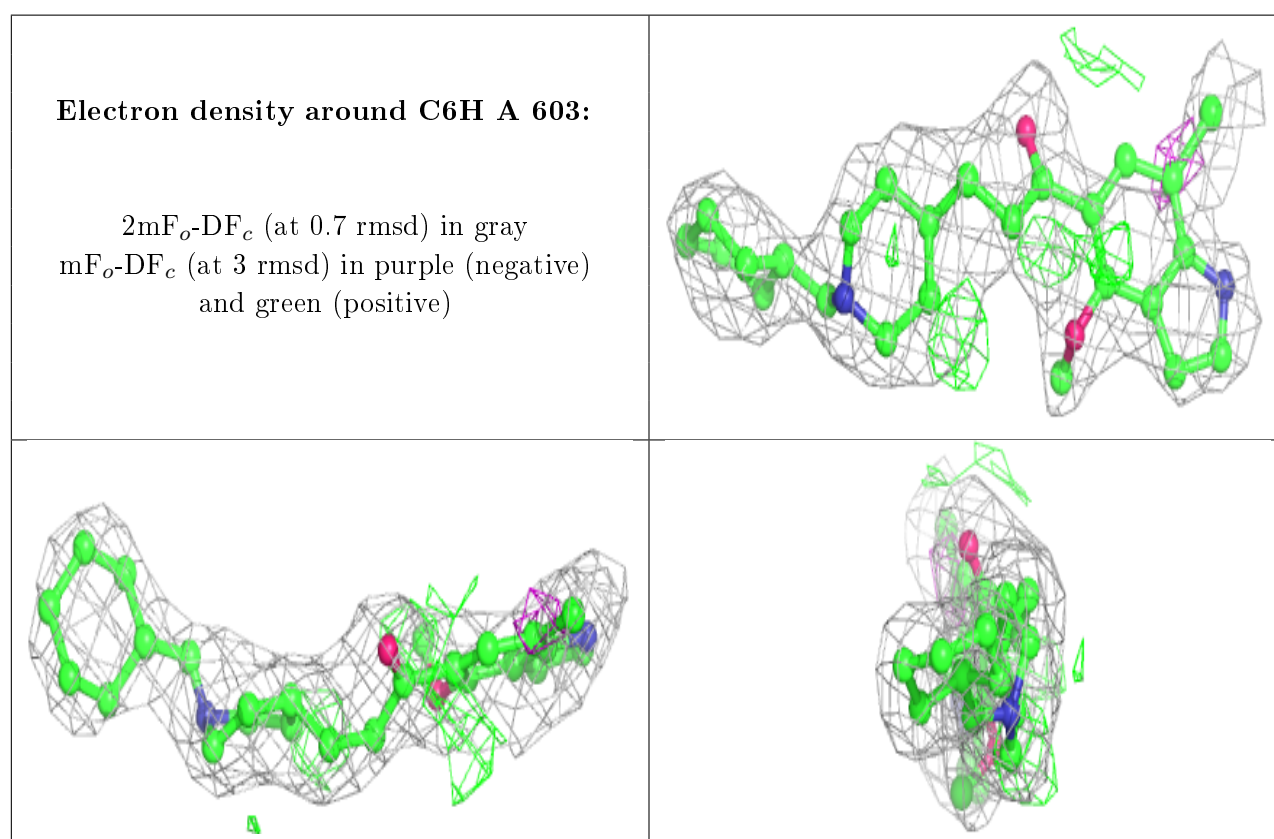 Electron density around C6H A 603:
2mFo-DFc (at 0.7 rmsd) in gray
mFo-DFc (at 3 rmsd) in purple (negative)
and green (positive)